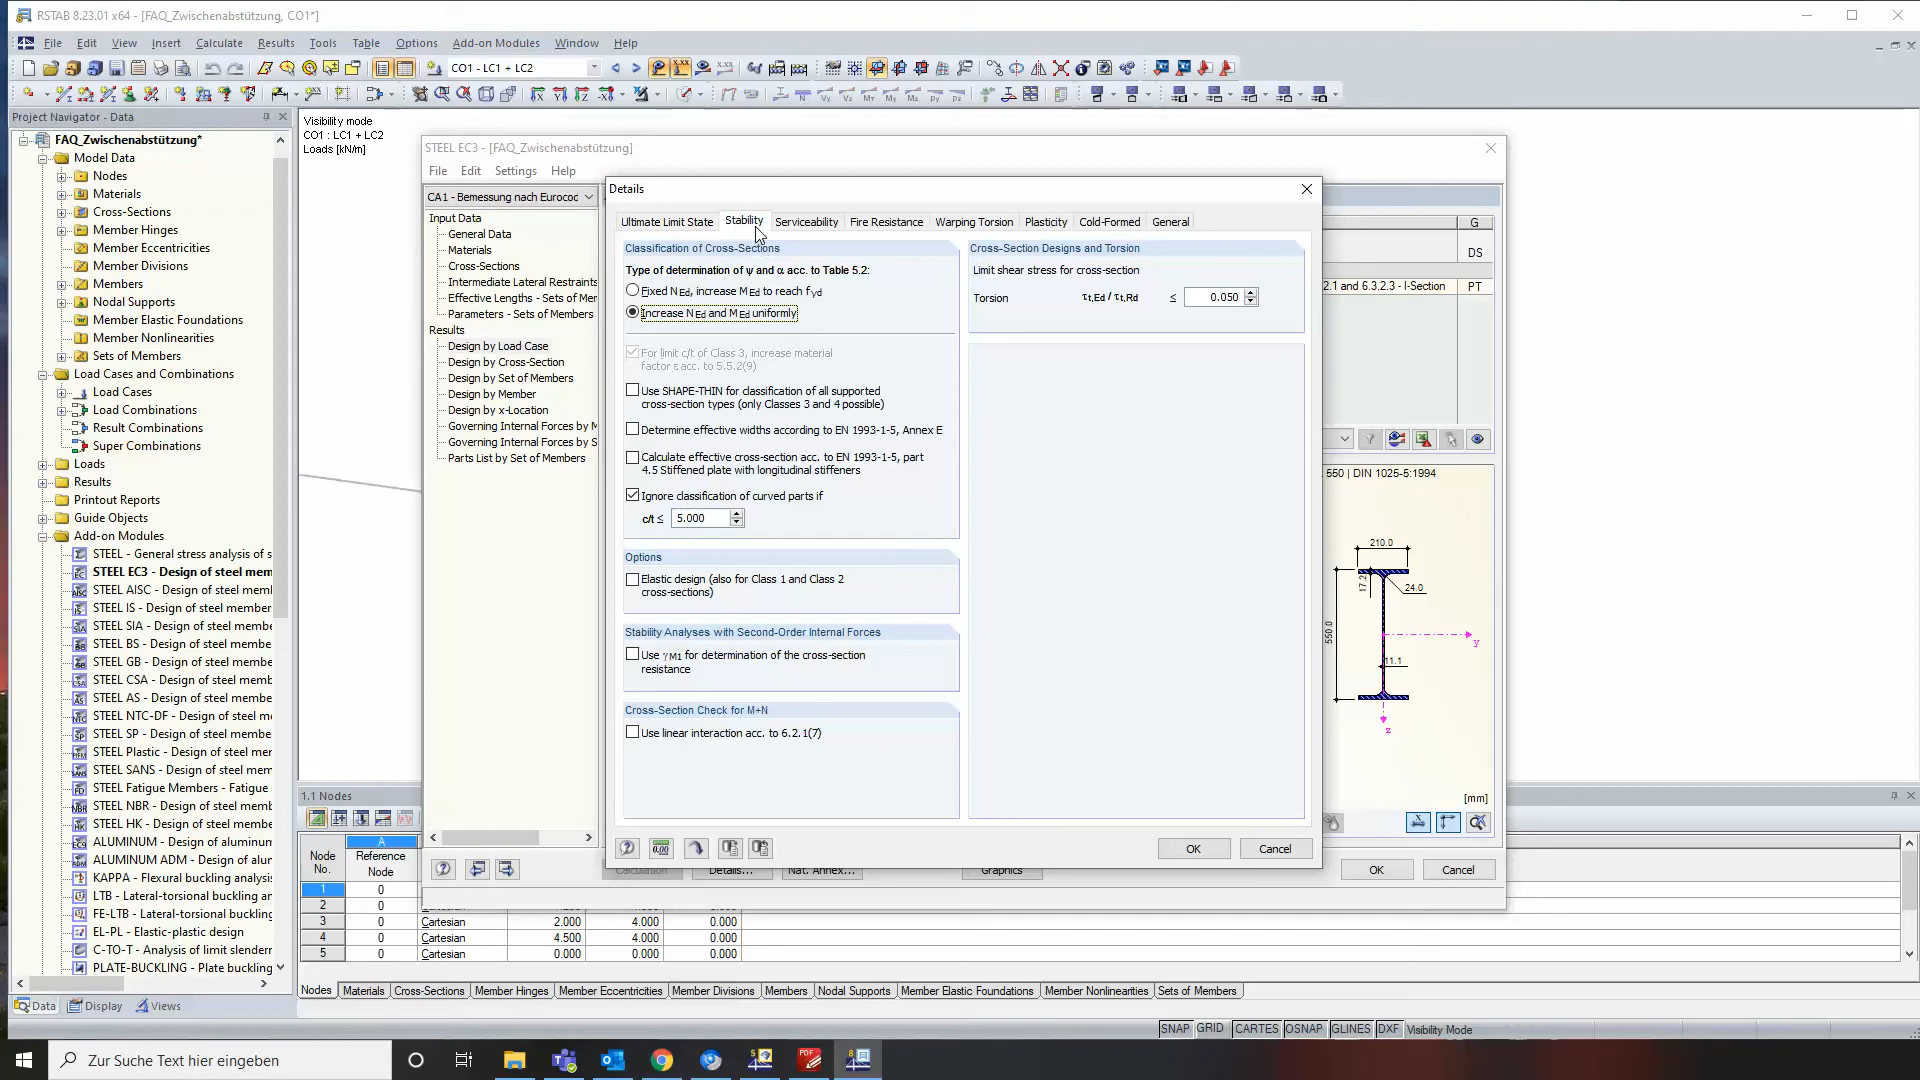 RSTAB 8.23.01 x64 - [FAQ_Zwischenabstützung, CO1*]
File Edit View Insert Calculate Results Tools Table Options Add-on Modules Window Help
CO1 - LC1 + LC2
Project Navigator - Data
FAQ_Zwischenabstützung*
Model Data
Nodes
Materials
Cross-Sections
Member Hinges
Member Eccentricities
Member Divisions
Members
Nodal Supports
Member Elastic Foundations
Member Nonlinearities
Sets of Members
Load Cases and Combinations
Load Cases
Load Combinations
Result Combinations
Super Combinations
Loads
Results
Printout Reports
Guide Objects
Add-on Modules
STEEL - General stress analysis of s
STEEL EC3 - Design of steel mem
STEEL AISC - Design of steel membe
STEEL IS - Design of steel member
STEEL SIA - Design of steel membe
STEEL BS - Design of steel membe
STEEL GB - Design of steel membe
STEEL CSA - Design of steel membe
STEEL AS - Design of steel membe
STEEL NTC-DF - Design of steel me
STEEL SP - Design of steel membe
STEEL Plastic - Design of steel mem
STEEL SANS - Design of steel mem
STEEL Fatigue Members - Fatigue
STEEL NBR - Design of steel membe
STEEL HK - Design of steel membe
ALUMINUM - Design of aluminum
ALUMINUM ADM - Design of alur
KAPPA - Flexural buckling analysis
LTB - Lateral-torsional buckling an
FE-LTB - Lateral-torsional buckling
EL-PL - Elastic-plastic design
C-TO-T - Analysis of limit slendern
PLATE-BUCKLING - Plate buckling
Data Display Views
Visibility mode
CO1 : LC1 + LC2
Loads [kN/m]
STEEL EC3 - [FAQ_Zwischenabstützung]
File Edit Settings Help
CA1 - Bemessung nach Eurocod
Input Data
General Data
Materials
Cross-Sections
Intermediate Lateral Restraints
Effective Lengths - Sets of Mer
Parameters - Sets of Members
Results
Design by Load Case
Design by Cross-Section
Design by Set of Members
Design by Member
Design by x-Location
Governing Internal Forces by M
Governing Internal Forces by S
Parts List by Set of Members
Details
Ultimate Limit State Stability Serviceability Fire Resistance Warping Torsion Plasticity Cold-Formed General
Classification of Cross-Sections
Type of determination of ψ and α acc. to Table 5.2:
Fixed NEd, increase MEd to reach fyd
Increase NEd and MEd uniformly
For limit c/t of Class 3, increase material
factor ε acc. to 5.5.2(9)
Use SHAPE-THIN for classification of all supported
cross-section types (only Classes 3 and 4 possible)
Determine effective widths according to EN 1993-1-5, Annex E
Calculate effective cross-section acc. to EN 1993-1-5, part
4.5 Stiffened plate with longitudinal stiffeners
Ignore classification of curved parts if
c/t ≤ 5.000
Options
Elastic design (also for Class 1 and Class 2
cross-sections)
Stability Analyses with Second-Order Internal Forces
Use γM1 for determination of the cross-section
resistance
Cross-Section Check for M+N
Use linear interaction acc. to 6.2.1(7)
Cross-Section Designs and Torsion
Limit shear stress for cross-section
Torsion τt,Ed / τt,Rd ≤ 0.050
OK Cancel
G
DS
2.1 and 6.3.2.3 - I-Section PT
550 | DIN 1025-5:1994
210.0
17.2
24.0
550.0
11.1
y
z
[mm]
Calculation Details... Nat. Annex... Graphics OK Cancel
1.1 Nodes
A
Node Reference
No. Node
1 0
2 0
3 0 Cartesian 2.000 4.000 0.000
4 0 Cartesian 4.500 4.000 0.000
5 0 Cartesian 0.000 0.000 0.000
Nodes Materials Cross-Sections Member Hinges Member Eccentricities Member Divisions Members Nodal Supports Member Elastic Foundations Member Nonlinearities Sets of Members
SNAP GRID CARTES OSNAP GLINES DXF Visibility Mode
Zur Suche Text hier eingeben